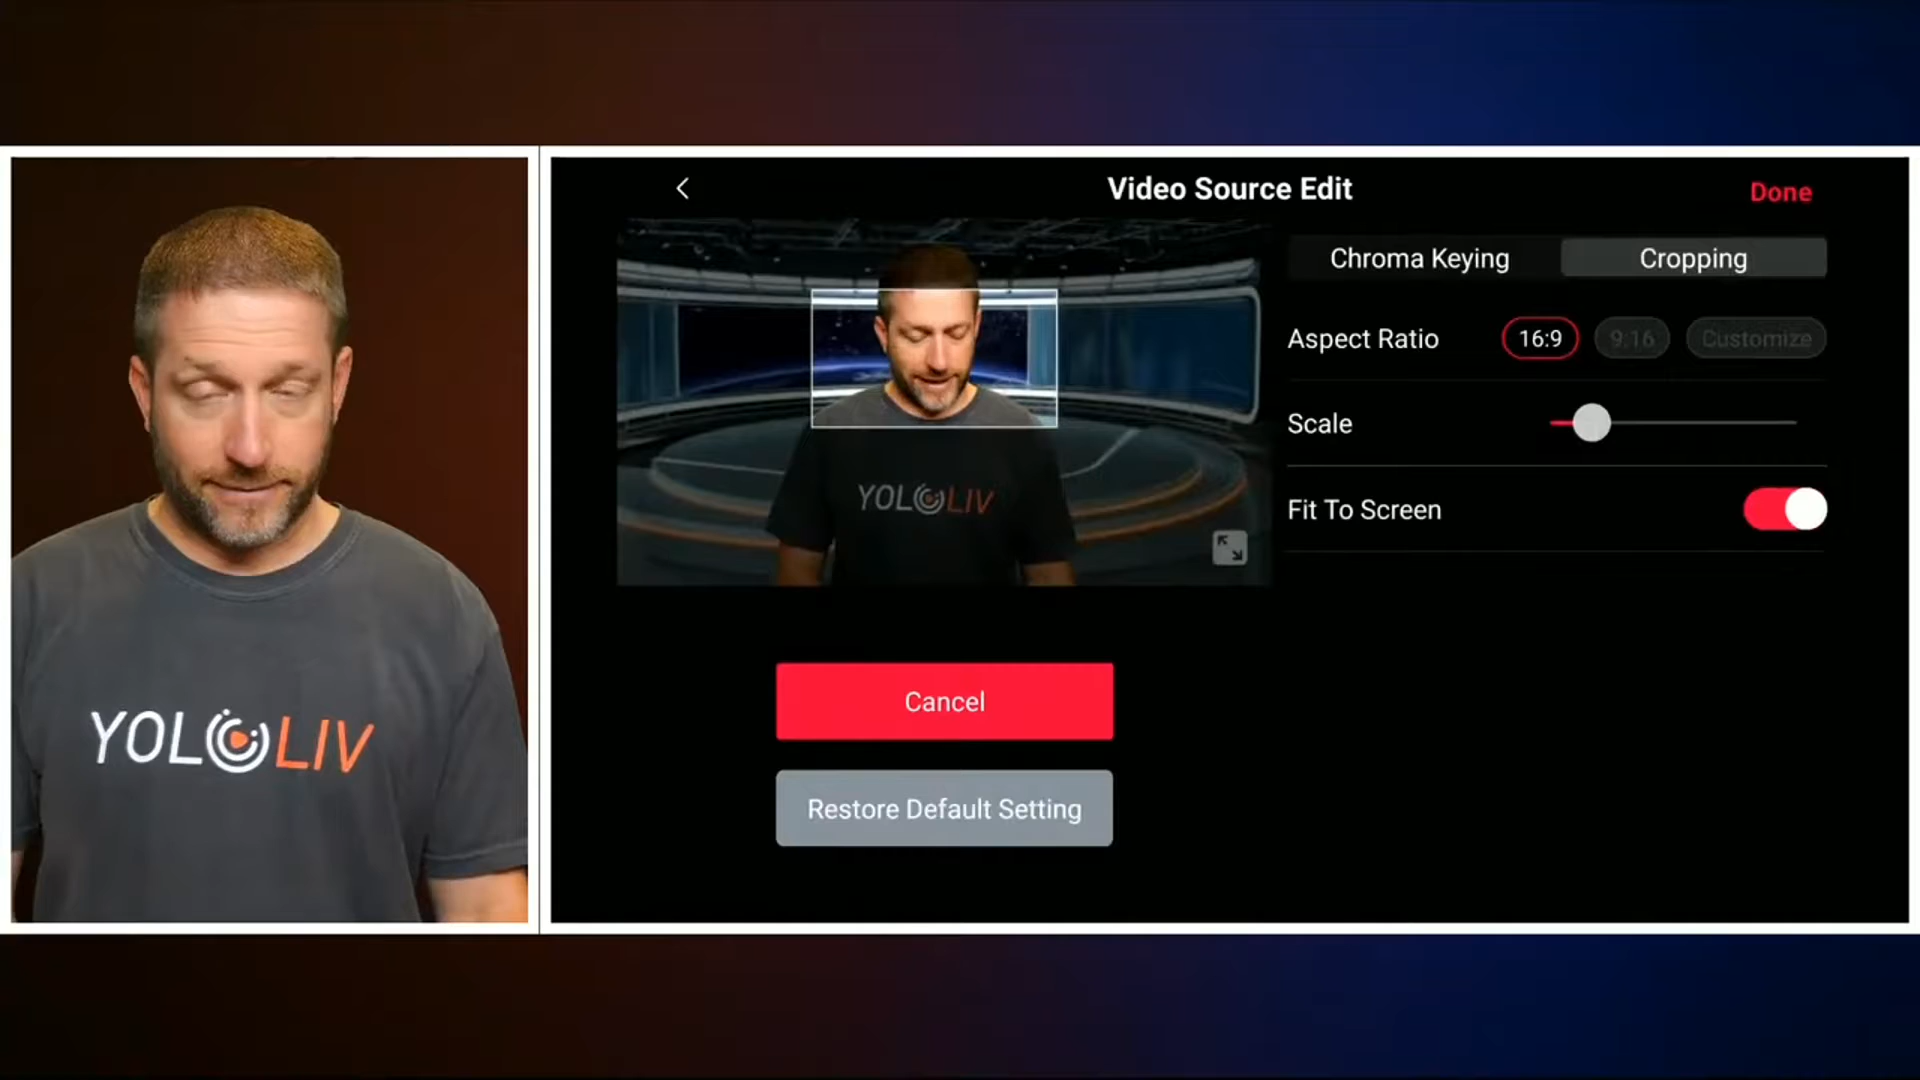 Video Source Edit
Done
Chroma Keying
Cropping
Aspect Ratio
16:9
9:16
Customize
Scale
Fit To Screen
YOLOLIV
Cancel
Restore Default Setting
YOLOLIV